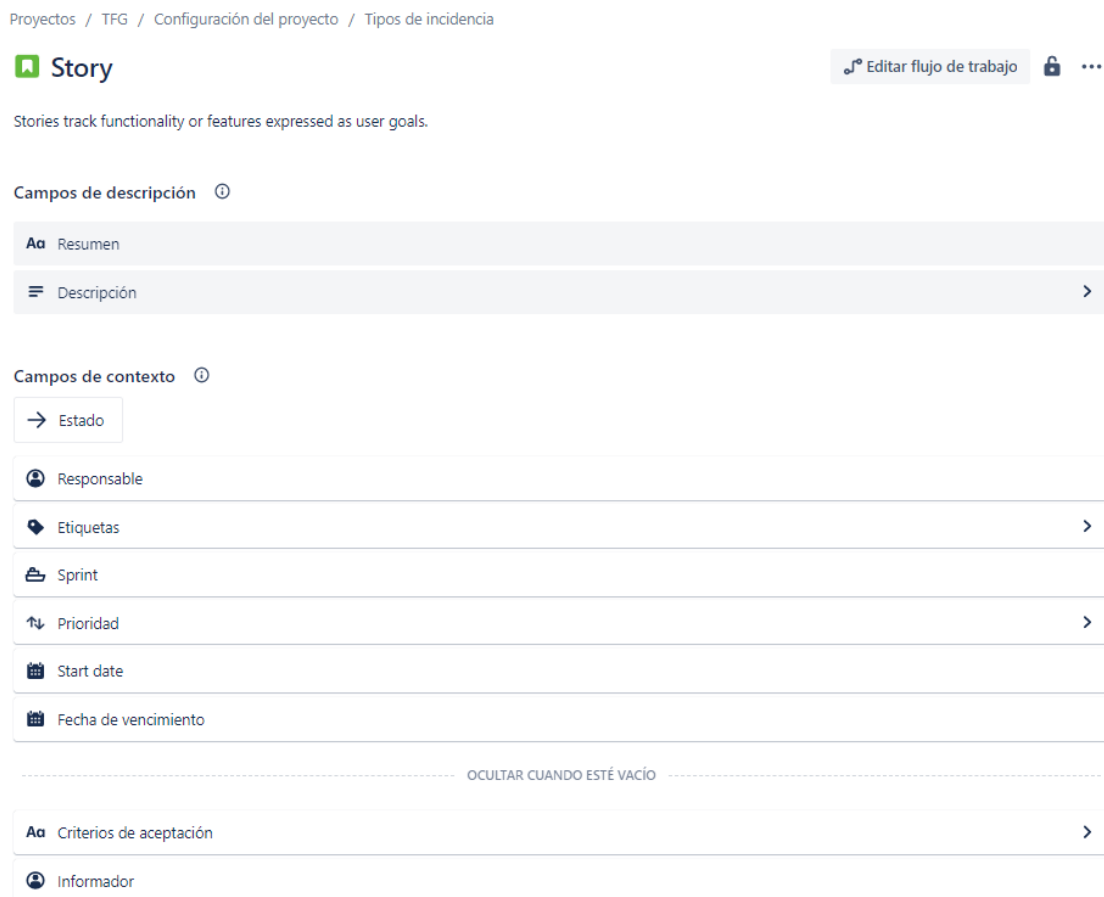 Proyectos / TFG / Configuración del proyecto / Tipos de incidencia
Story
Editar flujo de trabajo
Stories track functionality or features expressed as user goals.
Campos de descripción
Aa Resumen
Descripción
Campos de contexto
Estado
Responsable
Etiquetas
Sprint
Prioridad
Start date
Fecha de vencimiento
OCULTAR CUANDO ESTÉ VACÍO
Aa Criterios de aceptación
Informador